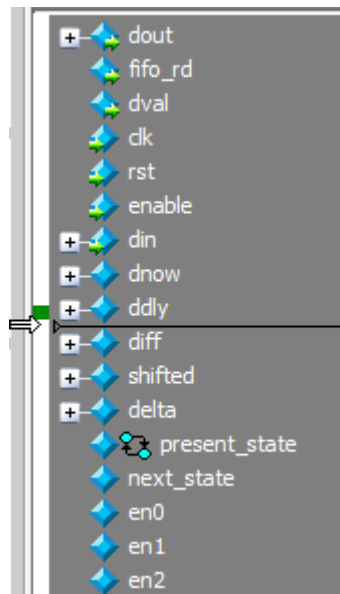 dout
fifo_rd
dval
clk
rst
enable
din
dnow
ddly
diff
shifted
delta
present_state
next_state
en0
en1
en2